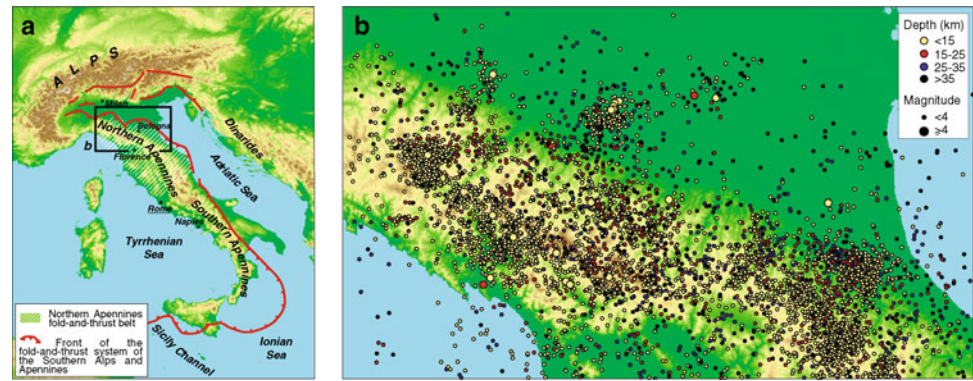 a
ALPS
Milan
Bologna
Northern Apennines
b
Florence
Dinarides
Adriatic Sea
Rome
Naples
Southern Apennines
Tyrrhenian
Sea
Sicily Channel
Ionian
Sea
Northern Apennines
fold-and-thrust belt
Front of the
fold-and-thrust system of
the Southern Alps and
Apennines
b
Depth (km)
<15
15-25
25-35
>35
Magnitude
<4
≥4